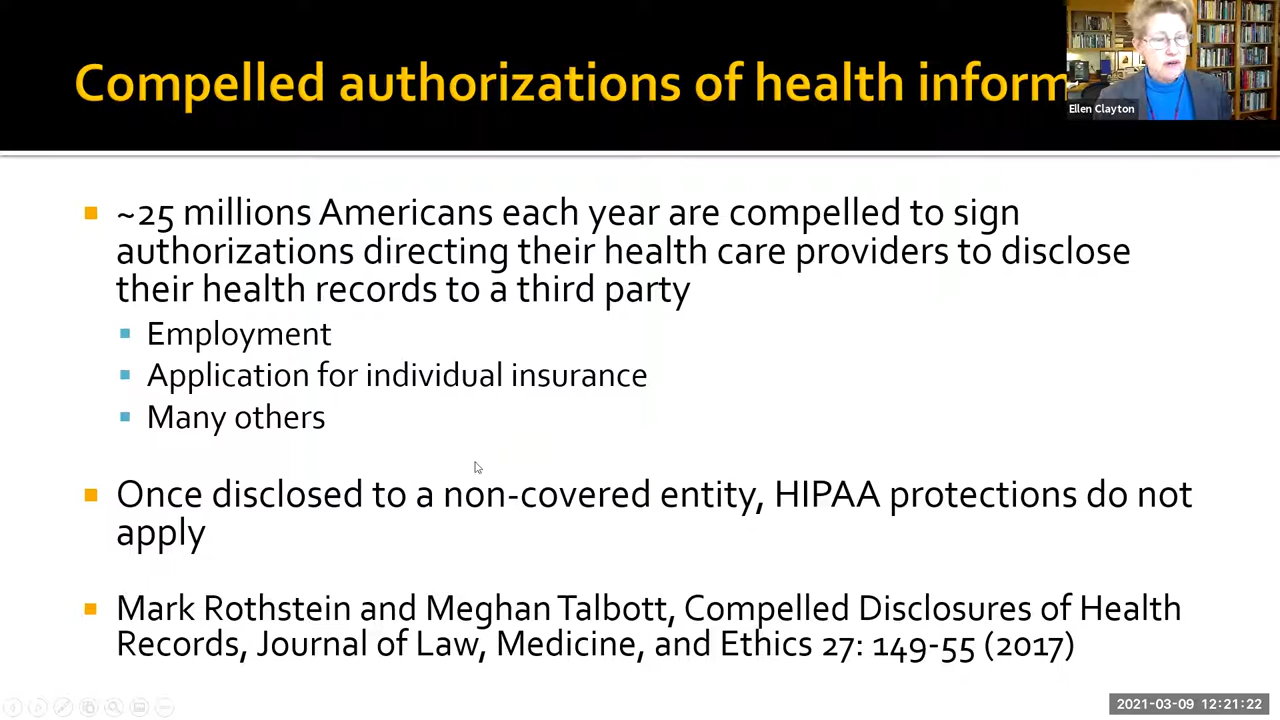 Compelled authorizations of health inform
Ellen Clayton
~25 millions Americans each year are compelled to sign
authorizations directing their health care providers to disclose
their health records to a third party
Employment
Application for individual insurance
Many others
Once disclosed to a non-covered entity, HIPAA protections do not
apply
Mark Rothstein and Meghan Talbott, Compelled Disclosures of Health
Records, Journal of Law, Medicine, and Ethics 27: 149-55 (2017)
2021-03-09 12:21:22